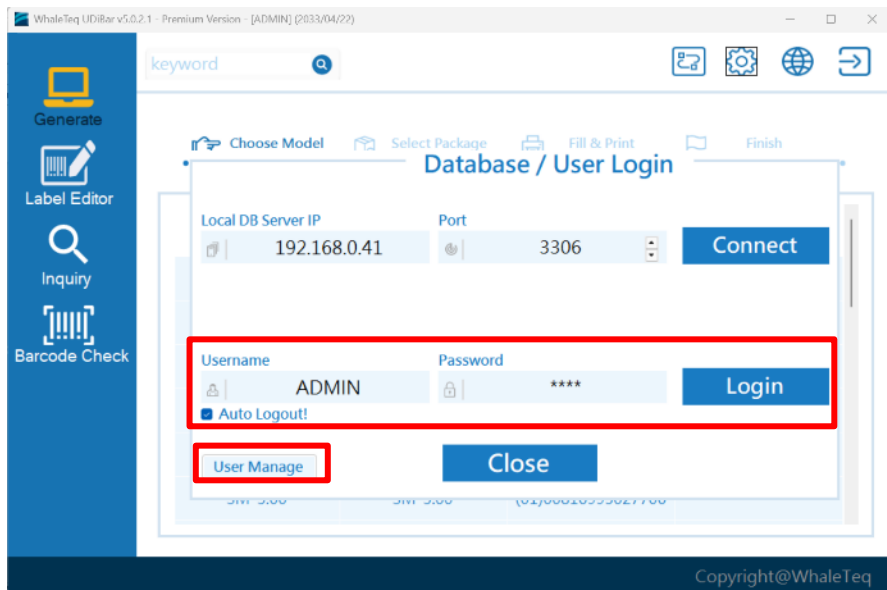 WhaleTeq UDiBar v5.0.2.1 - Premium Version - [ADMIN] (2033/04/22)
keyword
Generate
Label Editor
Inquiry
Barcode Check
Choose Model Select Package Fill & Print Finish
Database / User Login
Local DB Server IP Port
192.168.0.41 3306 Connect
Username Password
ADMIN **** Login
Auto Logout!
User Manage Close
Copyright@WhaleTeq